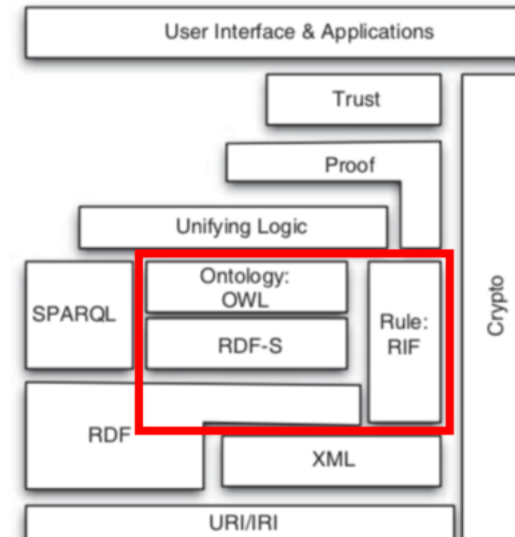 User Interface & Applications
Trust
Proof
Unifying Logic
Ontology:
OWL
SPARQL
RDF-S
Rule:
RIF
Crypto
RDF
XML
URI/IRI